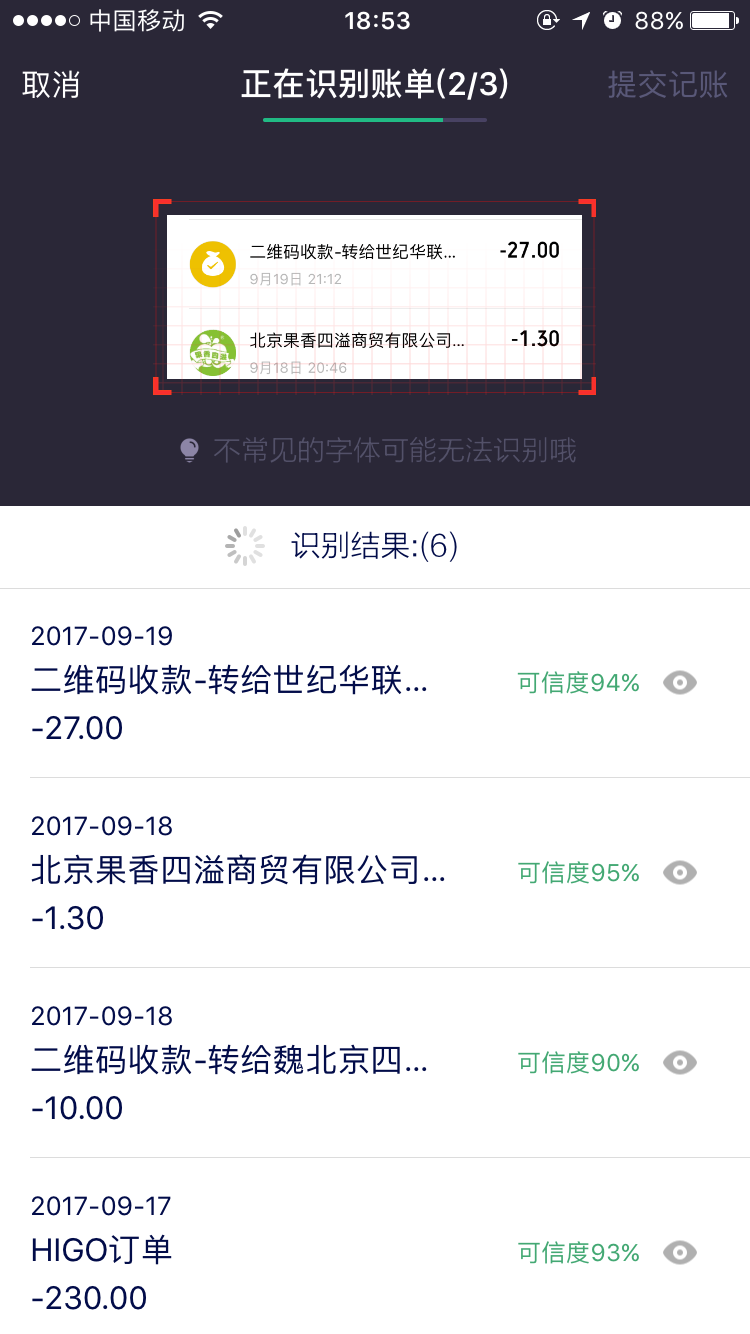 中国移动 18:53 88%
取消 正在识别账单(2/3) 提交记账
二维码收款-转给世纪华联... -27.00
9月19日 21:12
北京果香四溢商贸有限公司... -1.30
9月18日 20:46
不常见的字体可能无法识别哦
识别结果:(6)
2017-09-19
二维码收款-转给世纪华联... 可信度94%
-27.00
2017-09-18
北京果香四溢商贸有限公司... 可信度95%
-1.30
2017-09-18
二维码收款-转给魏北京四... 可信度90%
-10.00
2017-09-17
HIGO订单 可信度93%
-230.00